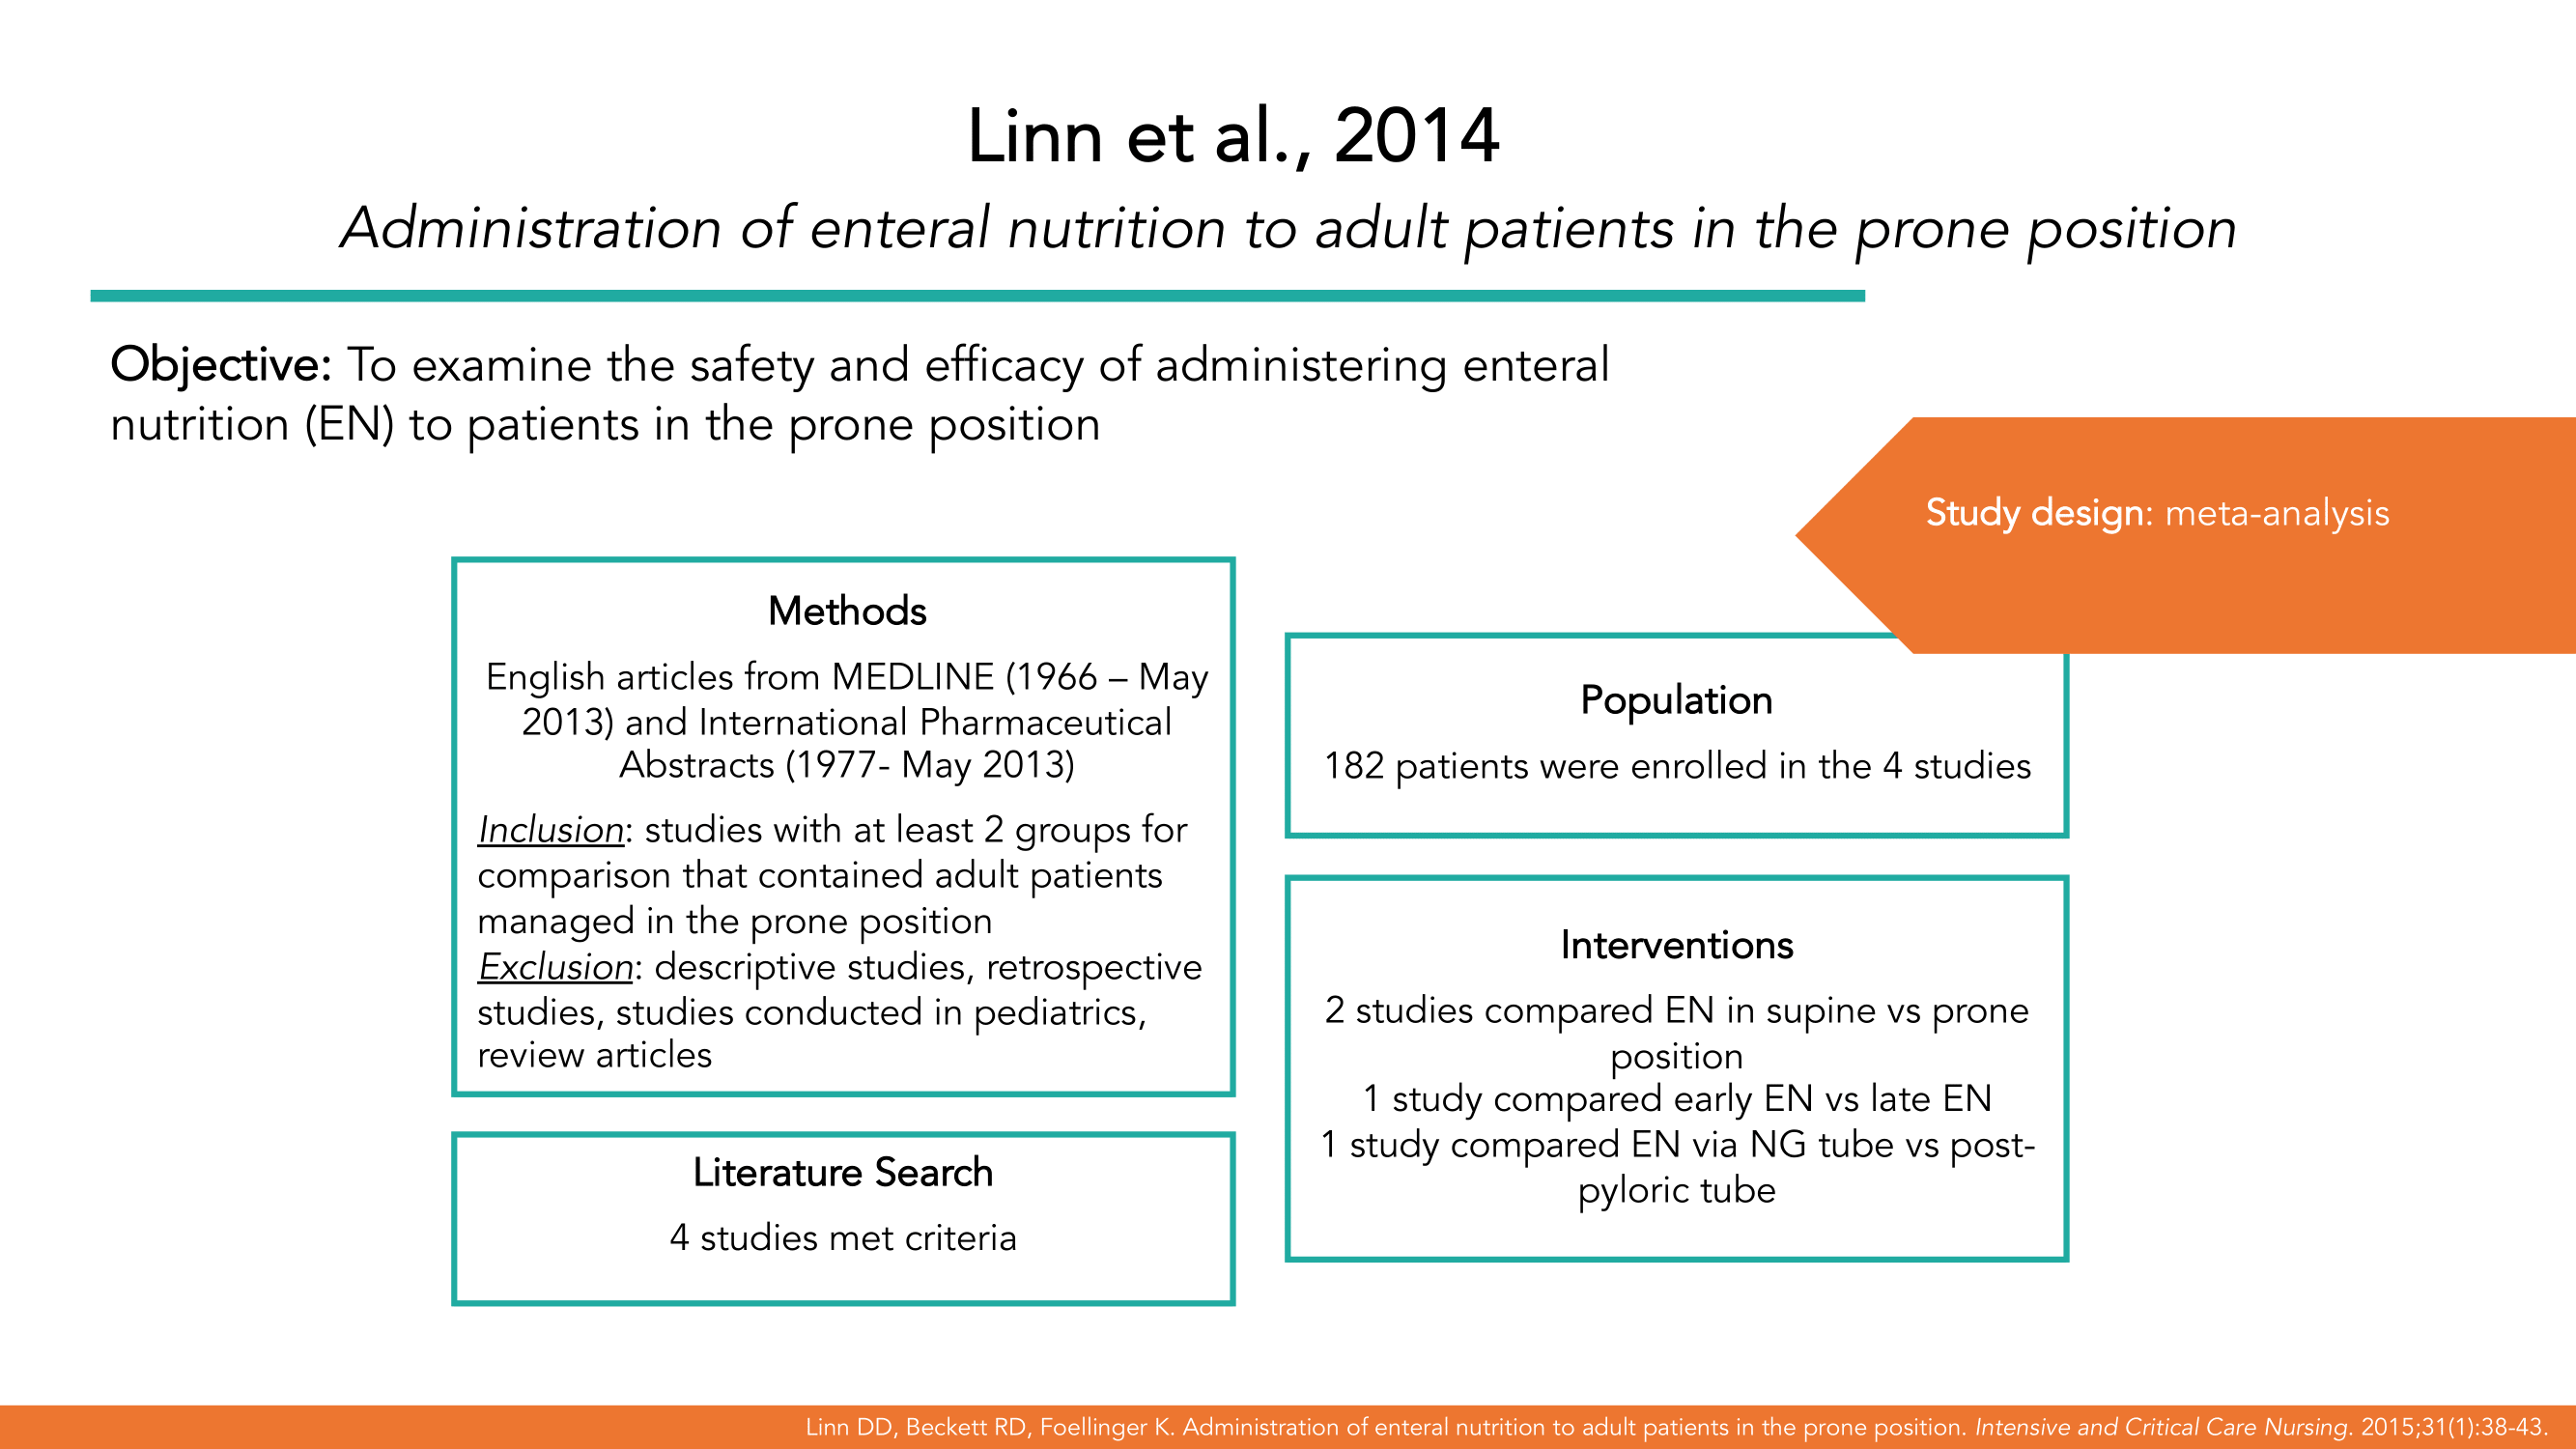 Linn et al., 2014
Administration of enteral nutrition to adult patients in the prone position
Objective: To examine the safety and efficacy of administering enteral
nutrition (EN) to patients in the prone position
Study design: meta-analysis
Methods
English articles from MEDLINE (1966 – May
2013) and International Pharmaceutical
Abstracts (1977- May 2013)
Inclusion: studies with at least 2 groups for
comparison that contained adult patients
managed in the prone position
Exclusion: descriptive studies, retrospective
studies, studies conducted in pediatrics,
review articles
Literature Search
4 studies met criteria
Population
182 patients were enrolled in the 4 studies
Interventions
2 studies compared EN in supine vs prone
position
1 study compared early EN vs late EN
1 study compared EN via NG tube vs post-
pyloric tube
Linn DD, Beckett RD, Foellinger K. Administration of enteral nutrition to adult patients in the prone position. Intensive and Critical Care Nursing. 2015;31(1):38-43.